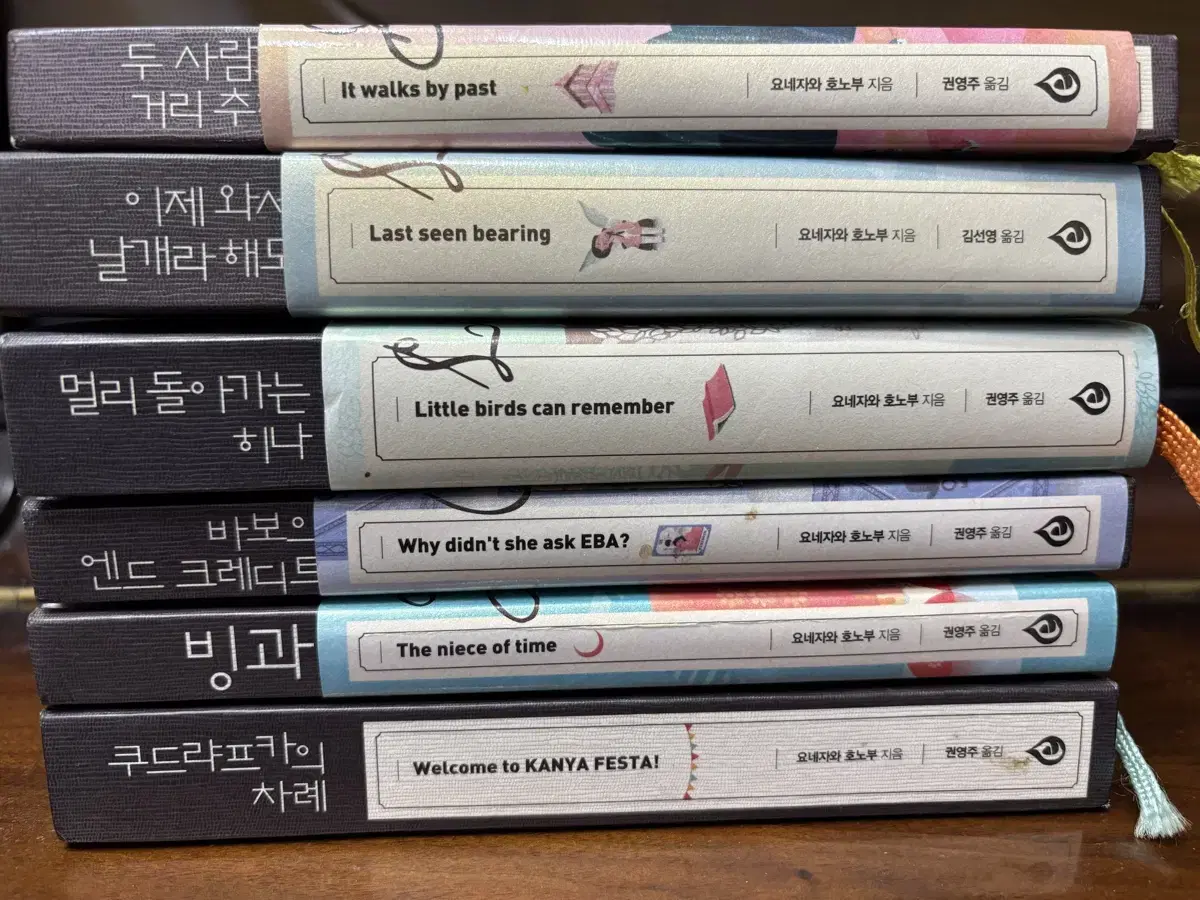 두 사람
거리 추
It walks by past
요네자와 호노부 지음
권영주 옮김
이제 와서
날개라 해도
Last seen bearing
요네자와 호노부 지음
김선영 옮김
멀리 돌아가는
히나
Little birds can remember
요네자와 호노부 지음
권영주 옮김
바보의
엔드 크레디트
Why didn't she ask EBA?
요네자와 호노부 지음
권영주 옮김
빙과
The niece of time
요네자와 호노부 지음
권영주 옮김
쿠드랴프카의
차례
Welcome to KANYA FESTA!
요네자와 호노부 지음
권영주 옮김